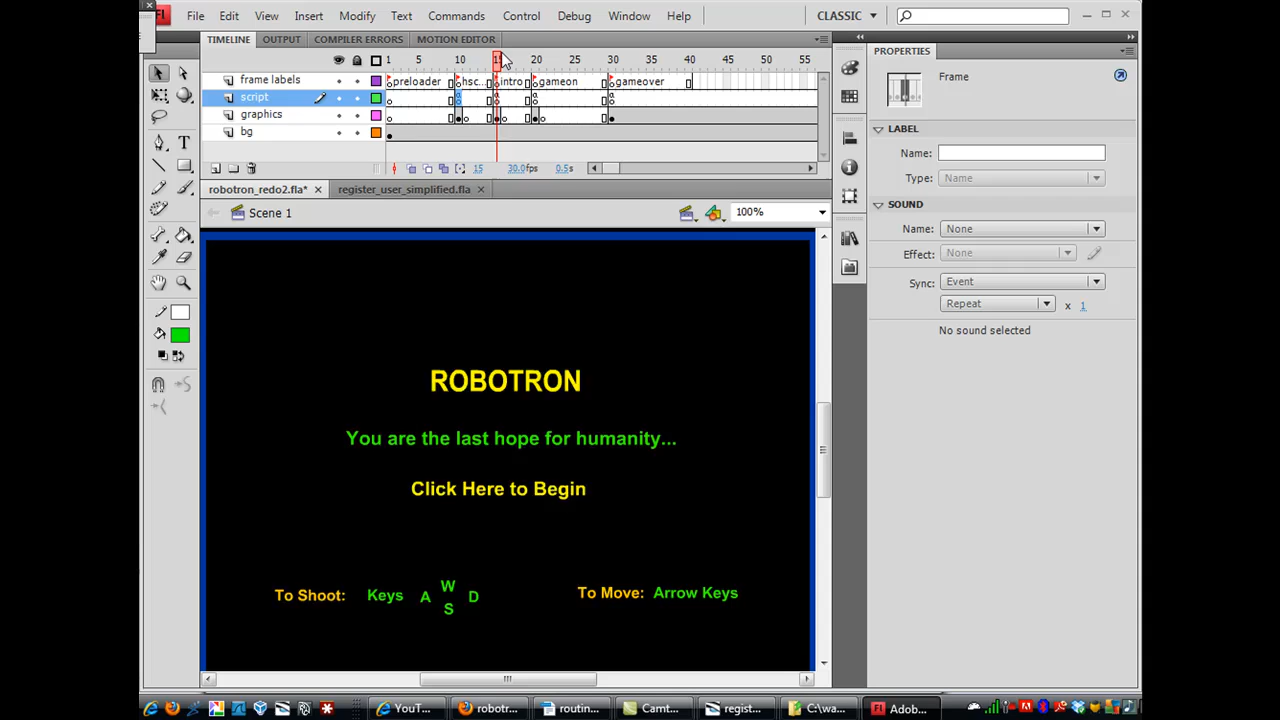 Fl File Edit View Insert Modify Text Commands Control Debug Window Help CLASSIC
TIMELINE OUTPUT COMPILER ERRORS MOTION EDITOR
1 5 10 15 20 25 30 35 40 45 50 55
frame labels preloader hsc... intro gameon gameover
script
graphics
bg
15 30.0fps 0.5s
robotron_redo2.fla* register_user_simplified.fla
Scene 1 100%
ROBOTRON
You are the last hope for humanity...
Click Here to Begin
To Shoot: Keys A W S D
To Move: Arrow Keys
PROPERTIES
Frame
LABEL
Name:
Type: Name
SOUND
Name: None
Effect: None
Sync: Event
Repeat x 1
No sound selected
YouT... robotr... routin... Camt... regist... C:\wa... Adob...